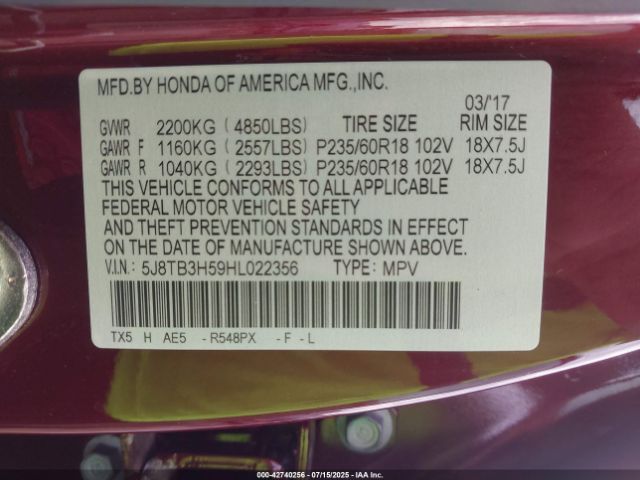 MFD.BY HONDA OF AMERICA MFG.,INC.
03/'17
GVWR 2200KG ( 4850LBS) TIRE SIZE RIM SIZE
GAWR F 1160KG ( 2557LBS) P235/60R18 102V 18X7.5J
GAWR R 1040KG ( 2293LBS) P235/60R18 102V 18X7.5J
THIS VEHICLE CONFORMS TO ALL APPLICABLE
FEDERAL MOTOR VEHICLE SAFETY
AND THEFT PREVENTION STANDARDS IN EFFECT
ON THE DATE OF MANUFACTURE SHOWN ABOVE.
V.I.N.: 5J8TB3H59HL022356 TYPE: MPV
TX5 H AE5 - R548PX - F - L
000-42740256 - 07/15/2025 - IAA Inc.